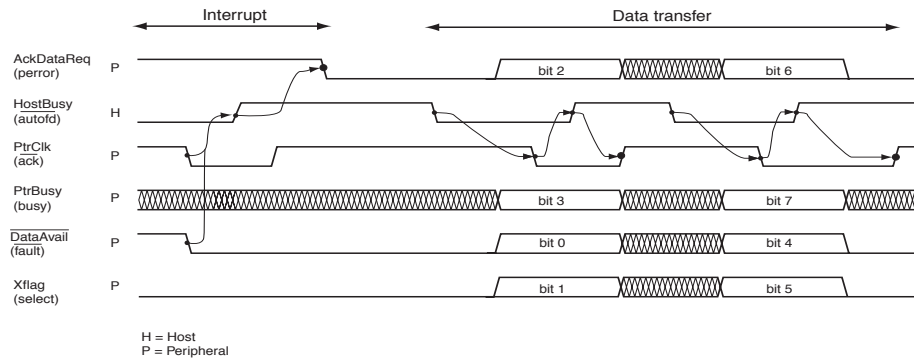 Interrupt
Data transfer
AckDataReq
(perror)
P
bit 2
bit 6
HostBusy
(autofd)
H
PtrClk
(ack)
P
PtrBusy
(busy)
P
bit 3
bit 7
DataAvail
(fault)
P
bit 0
bit 4
Xflag
(select)
P
bit 1
bit 5
H = Host
P = Peripheral